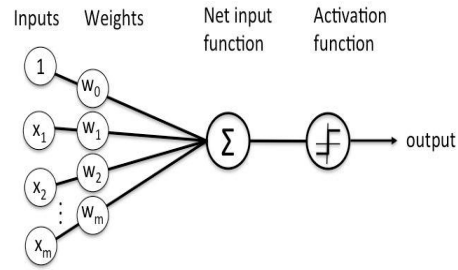 Inputs Weights Net input function Activation function
1
w0
x1
w1
x2
w2
⋮
xm
wm
Σ
output